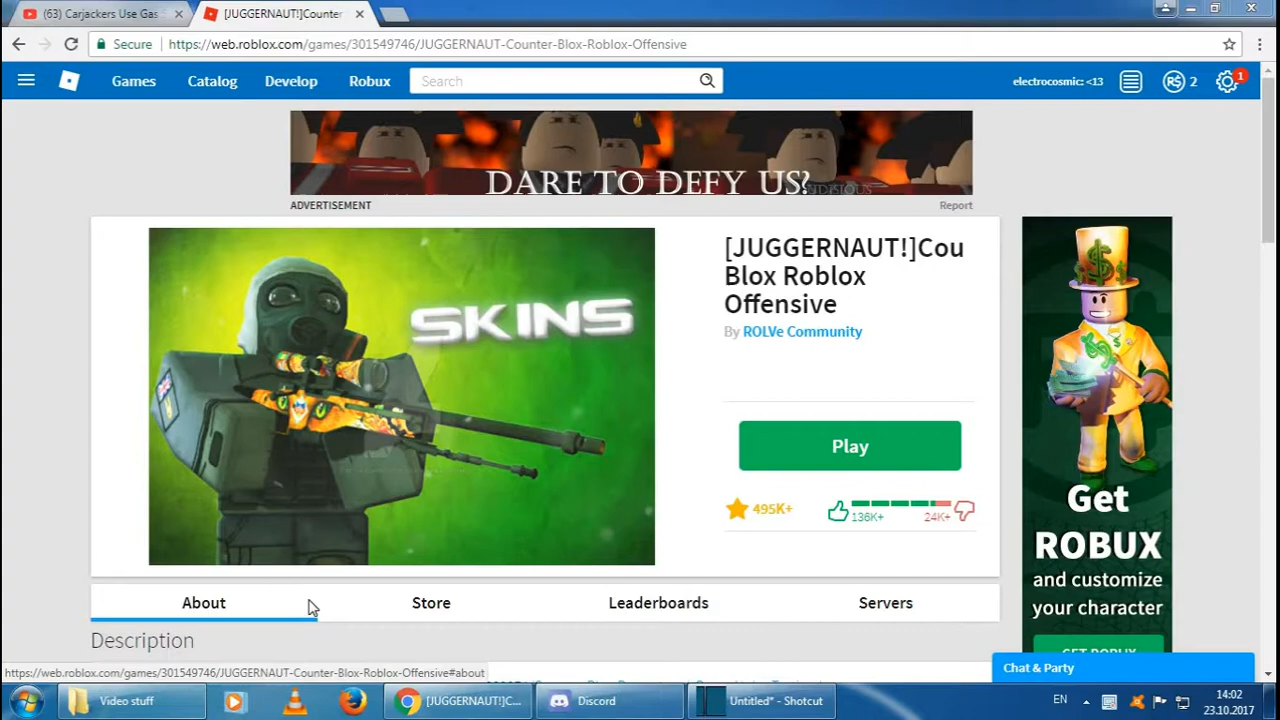 (63) Carjackers Use Gas
[JUGGERNAUT!]Counter
Secure
https://web.roblox.com/games/301549746/JUGGERNAUT-Counter-Blox-Roblox-Offensive
Games
Catalog
Develop
Robux
Search
electrocosmic: <13
R$ 2
1
DARE TO DEFY US?
ADVERTISEMENT
Report
SKINS
[JUGGERNAUT!]Cou
Blox Roblox
Offensive
By ROLVe Community
Play
495K+
136K+
24K+
Get
ROBUX
and customize
your character
GET ROBUX
About
Store
Leaderboards
Servers
Description
https://web.roblox.com/games/301549746/JUGGERNAUT-Counter-Blox-Roblox-Offensive#about
Chat & Party
Video stuff
[JUGGERNAUT!]C...
Discord
Untitled* - Shotcut
EN
14:02
23.10.2017